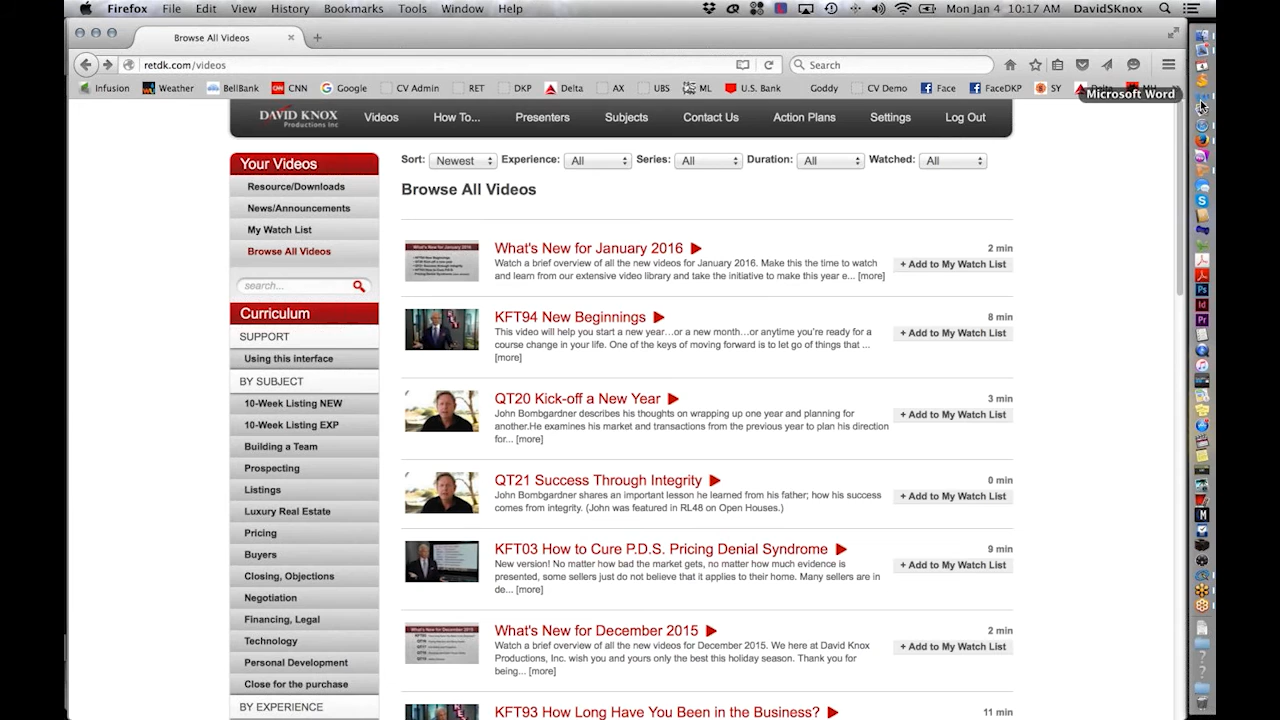 Firefox File Edit View History Bookmarks Tools Window Help Mon Jan 4 10:17 AM DavidSKnox
Browse All Videos
retdk.com/videos Search
Infusion Weather BellBank CNN Google CV Admin RET DKP Delta AX UBS ML U.S. Bank Goddy CV Demo Face FaceDKP SY
Microsoft Word
DAVID KNOX
Productions Inc
Videos How To... Presenters Subjects Contact Us Action Plans Settings Log Out
Your Videos
Resource/Downloads
News/Announcements
My Watch List
Browse All Videos
search...
Curriculum
SUPPORT
Using this interface
BY SUBJECT
10-Week Listing NEW
10-Week Listing EXP
Building a Team
Prospecting
Listings
Luxury Real Estate
Pricing
Buyers
Closing, Objections
Negotiation
Financing, Legal
Technology
Personal Development
Close for the purchase
BY EXPERIENCE
Sort: Newest Experience: All Series: All Duration: All Watched: All
Browse All Videos
What's New for January 2016
2 min
Watch a brief overview of all the new videos for January 2016. Make this the time to watch
and learn from our extensive video library and take the initiative to make this year e... [more]
+ Add to My Watch List
KFT94 New Beginnings
8 min
This video will help you start a new year…or a new month…or anytime you're ready for a
course change in your life. One of the keys of moving forward is to let go of things that ...
[more]
+ Add to My Watch List
QT20 Kick-off a New Year
3 min
John Bombgardner describes his thoughts on wrapping up one year and planning for
another.He examines his market and transactions from the previous year to plan his direction
for... [more]
+ Add to My Watch List
QT21 Success Through Integrity
0 min
John Bombgardner shares an important lesson he learned from his father; how his success
comes from integrity. (John was featured in RL48 on Open Houses.)
+ Add to My Watch List
KFT03 How to Cure P.D.S. Pricing Denial Syndrome
9 min
New version! No matter how bad the market gets, no matter how much evidence is
presented, some sellers just do not believe that it applies to their home. Many sellers are in
de... [more]
+ Add to My Watch List
What's New for December 2015
2 min
Watch a brief overview of all the new videos for December 2015. We here at David Knox
Productions, Inc. wish you and yours only the best this holiday season. Thank you for
being... [more]
+ Add to My Watch List
KFT93 How Long Have You Been in the Business?
11 min